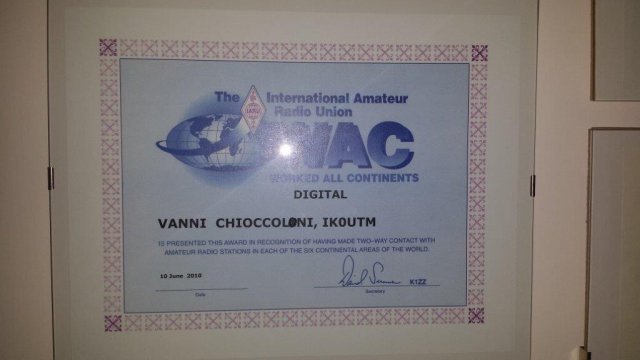 The International Amateur
Radio Union
WAC
WORKED ALL CONTINENTS
DIGITAL
VANNI CHIOCCOLONI, IK0UTM
IS PRESENTED THIS AWARD IN RECOGNITION OF HAVING MADE TWO-WAY CONTACT WITH
AMATEUR RADIO STATIONS IN EACH OF THE SIX CONTINENTAL AREAS OF THE WORLD.
10 June 2010
Date
K1ZZ
Secretary